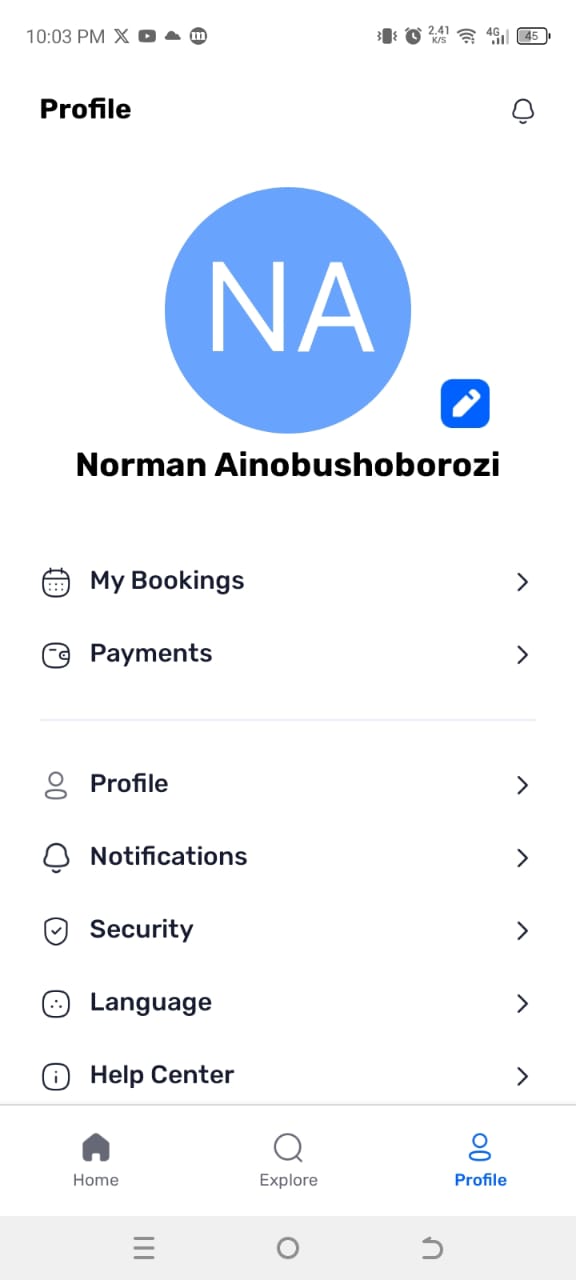 10:03 PM
2.41 K/S
4G
45
Profile
NA
Norman Ainobushoborozi
My Bookings
Payments
Profile
Notifications
Security
Language
Help Center
Home
Explore
Profile